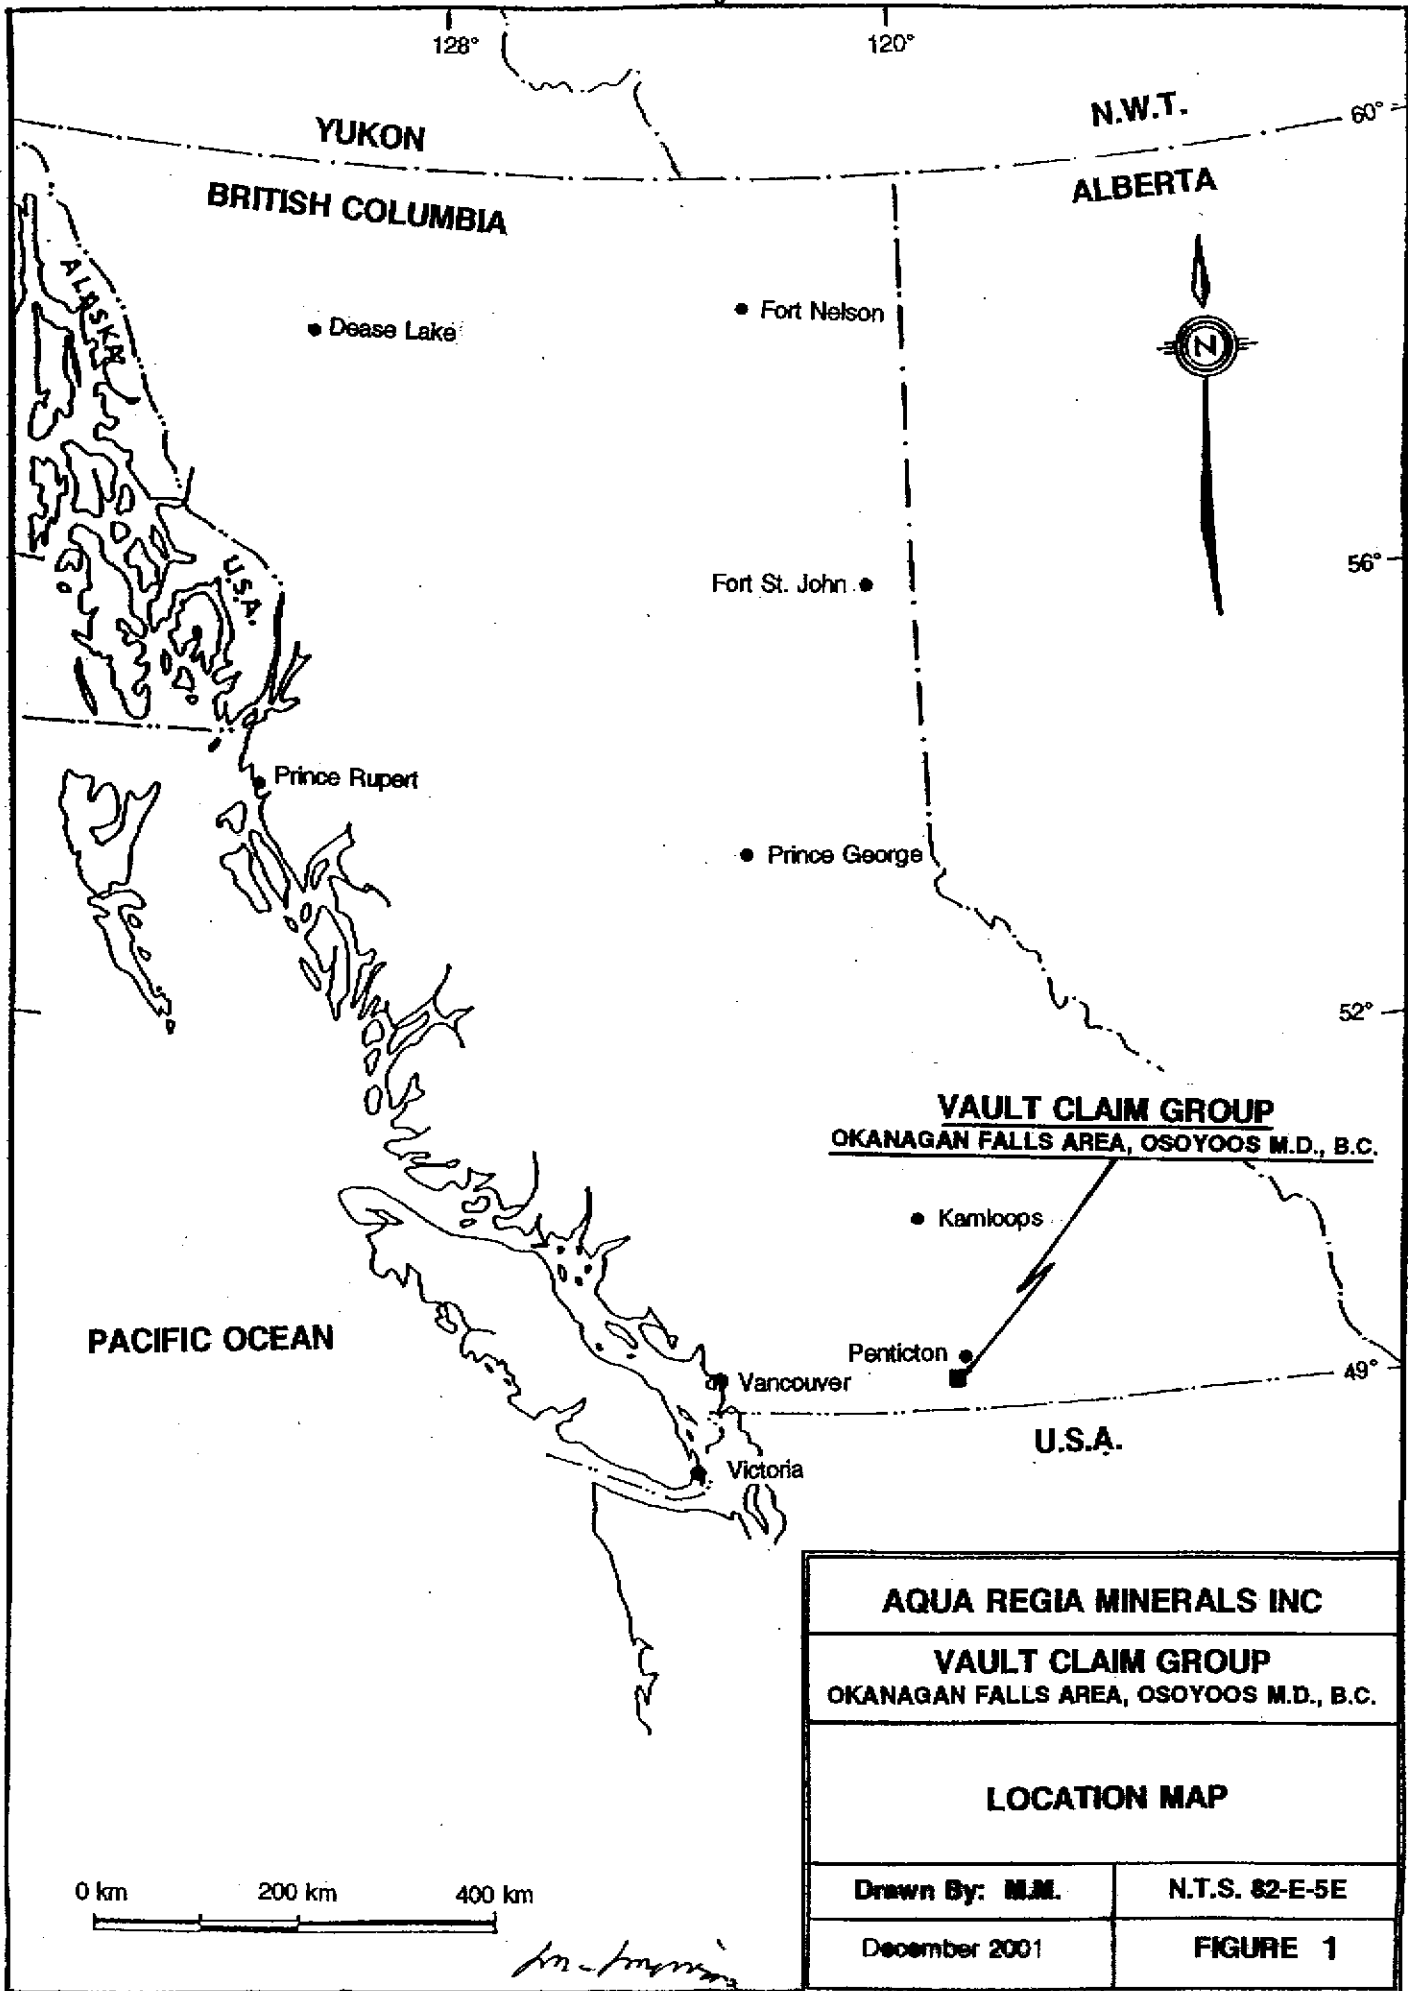 128°
120°
YUKON
N.W.T.
60°
BRITISH COLUMBIA
ALBERTA
ALASKA
Dease Lake
Fort Nelson
N
U.S.A.
Fort St. John
56°
Prince Rupert
Prince George
52°
VAULT CLAIM GROUP
OKANAGAN FALLS AREA, OSOYOOS M.D., B.C.
Kamloops
PACIFIC OCEAN
Penticton
Vancouver
49°
U.S.A.
Victoria
AQUA REGIA MINERALS INC
VAULT CLAIM GROUP
OKANAGAN FALLS AREA, OSOYOOS M.D., B.C.
LOCATION MAP
0 km 200 km 400 km
Drawn By: M.M.
N.T.S. 82-E-5E
December 2001
FIGURE 1